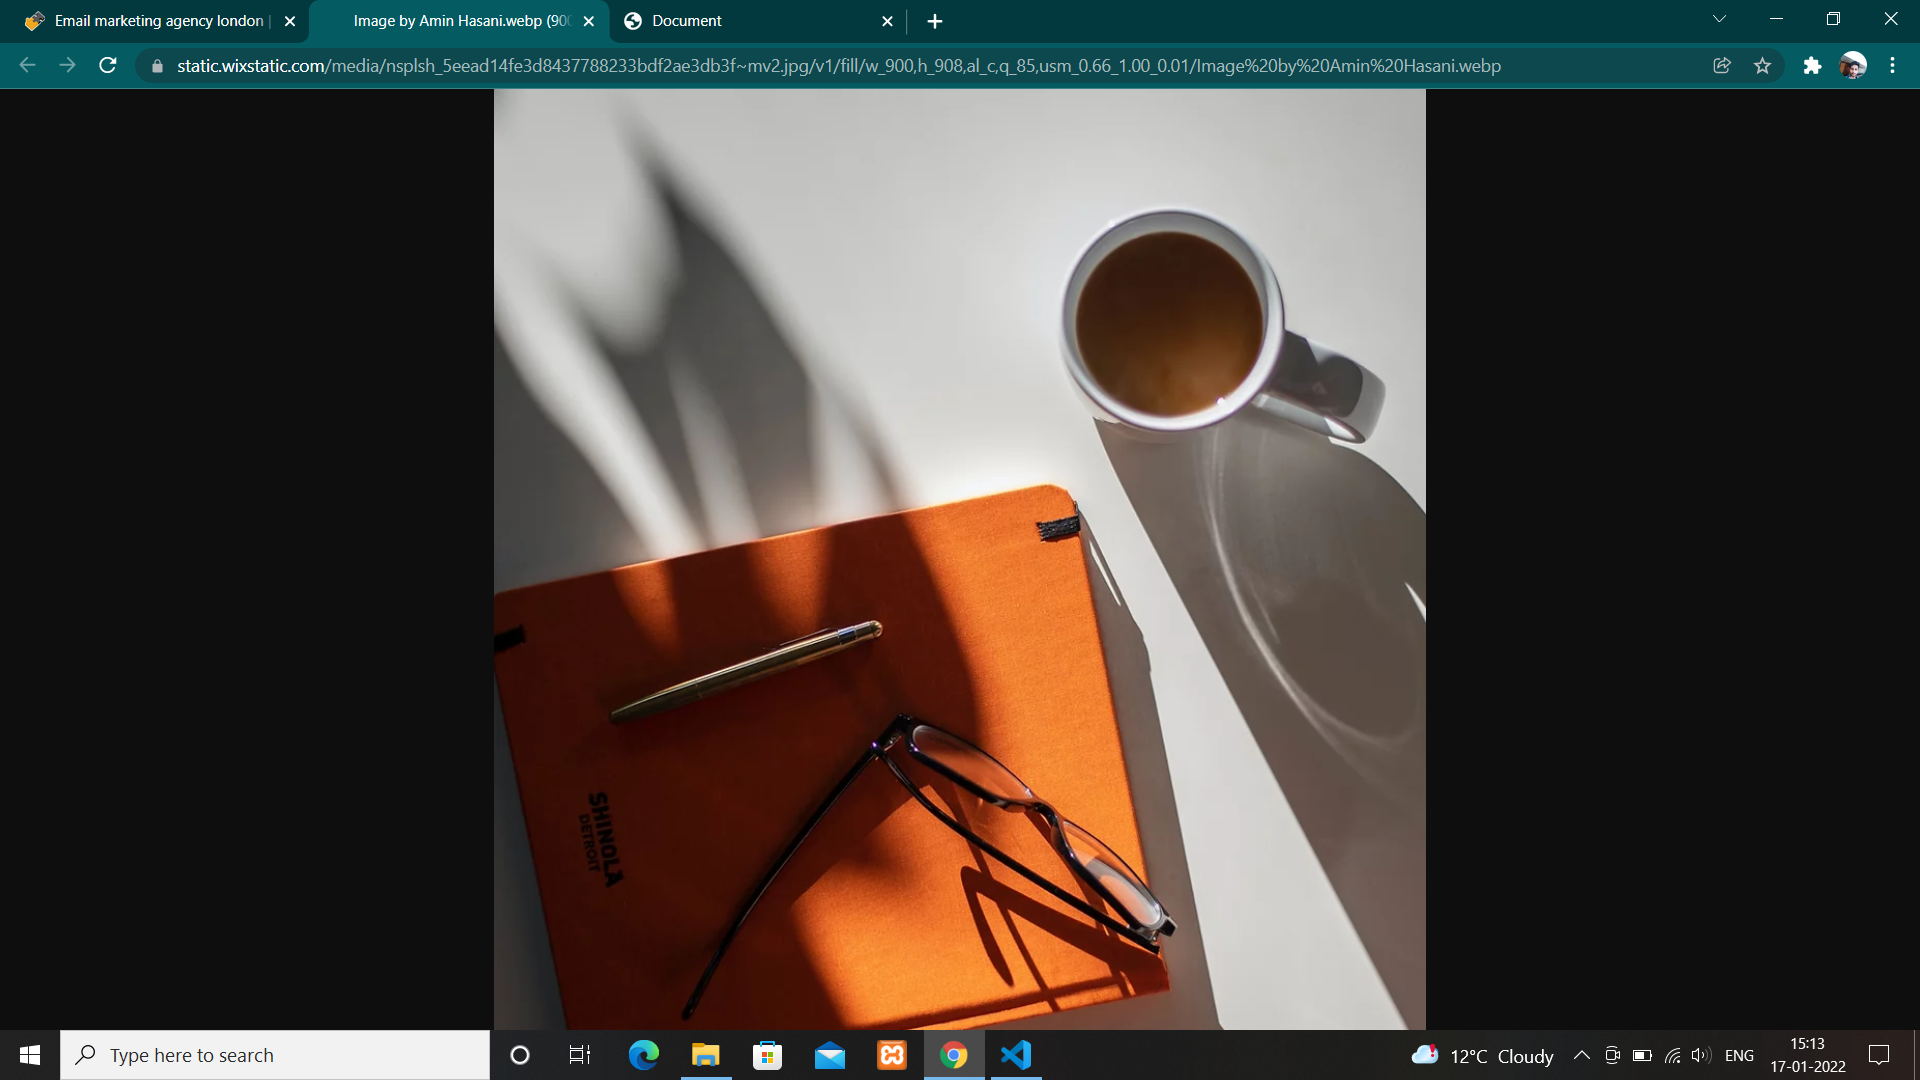 Email marketing agency london |
Image by Amin Hasani.webp (900
Document
static.wixstatic.com/media/nsplsh_5eead14fe3d8437788233bdf2ae3db3f~mv2.jpg/v1/fill/w_900,h_908,al_c,q_85,usm_0.66_1.00_0.01/Image%20by%20Amin%20Hasani.webp
SHINOLA
DETROIT
Type here to search
12°C Cloudy
ENG
15:13
17-01-2022